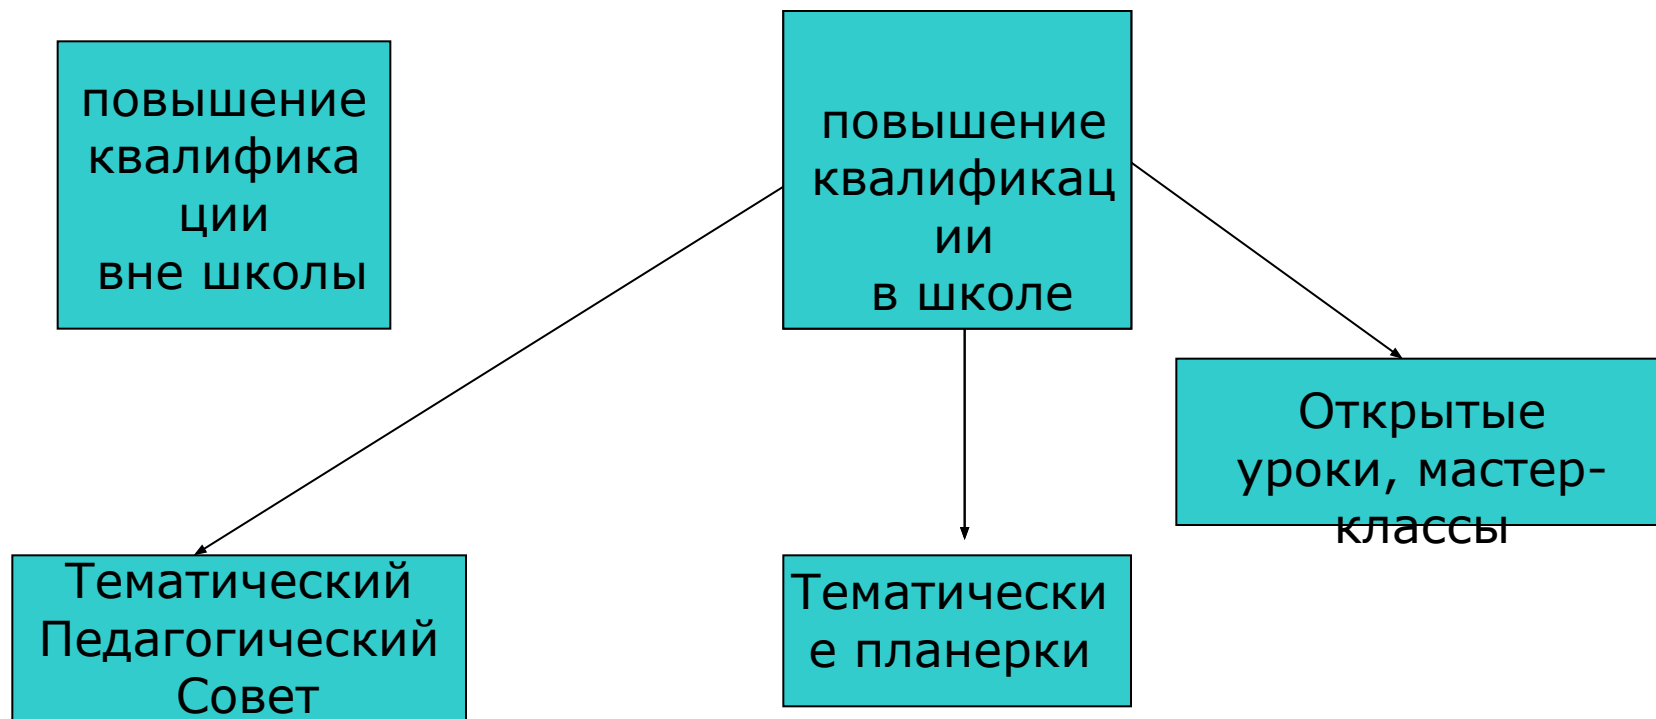 повышение
квалифика
ции
вне школы
повышение
квалификац
ии
в школе
Открытые
уроки, мастер-
классы
Тематический
Педагогический
Совет
Тематически
е планерки